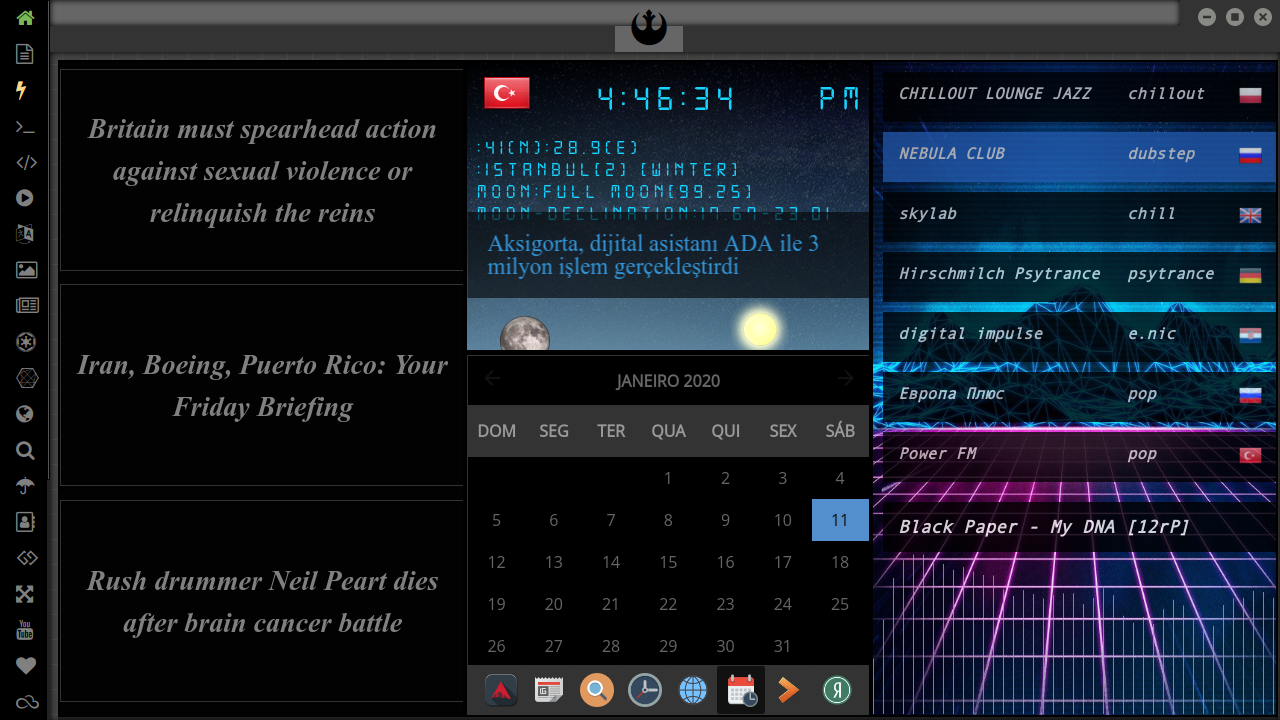 Britain must spearhead action
against sexual violence or
relinquish the reins
Iran, Boeing, Puerto Rico: Your
Friday Briefing
Rush drummer Neil Peart dies
after brain cancer battle
4:46:34 PM
:41(N):28.9(E)
:ISTANBUL(2) [WINTER]
MOON:FULL MOON(99.25)
MOON-DECLINATION:17.67-23.01
Aksigorta, dijital asistanı ADA ile 3
milyon işlem gerçekleştirdi
JANEIRO 2020
DOM SEG TER QUA QUI SEX SÁB
1 2 3 4
5 6 7 8 9 10 11
12 13 14 15 16 17 18
19 20 21 22 23 24 25
26 27 28 29 30 31
CHILLOUT LOUNGE JAZZ chillout
NEBULA CLUB dubstep
skylab chill
Hirschmilch Psytrance psytrance
digital impulse e.nic
Европа Плюс pop
Power FM pop
Black Paper - My DNA [12rP]
You
Tube
Я